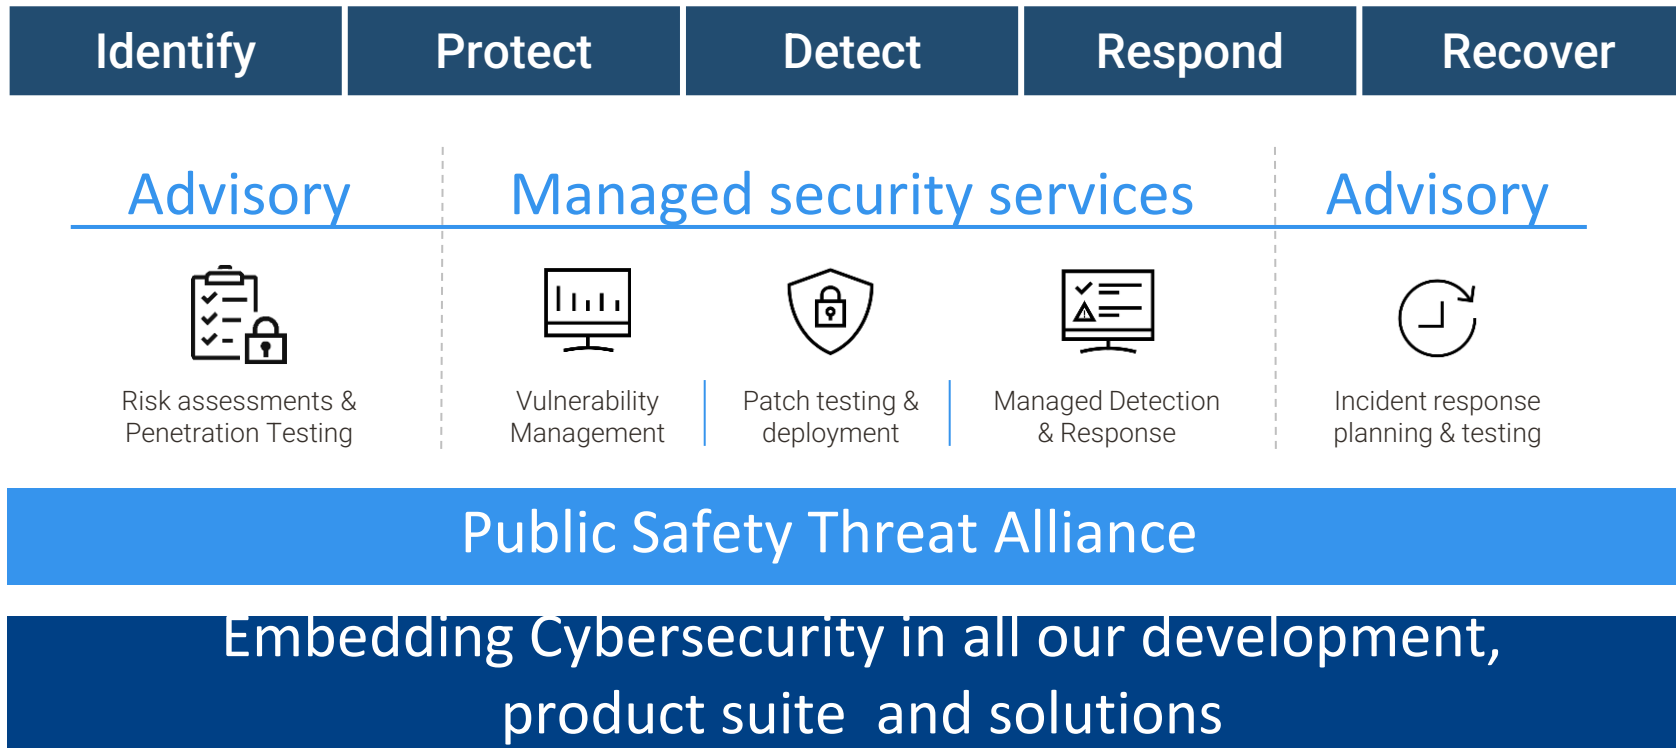 Identify
Protect
Detect
Respond
Recover
Advisory
Managed security services
Advisory
Risk assessments &
Penetration Testing
Vulnerability
Management
Patch testing &
deployment
Managed Detection
& Response
Incident response
planning & testing
Public Safety Threat Alliance
Embedding Cybersecurity in all our development,
product suite  and solutions